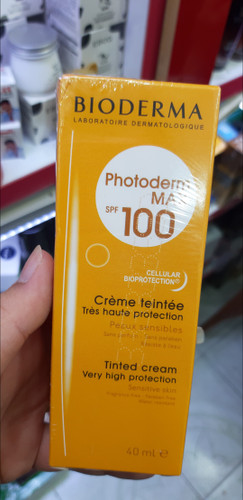 BIODERMA
LABORATOIRE DERMATOLOGIQUE
Photoderm
MAX
SPF 100
CELLULAR
BIOPROTECTION
Crème teintée
Très haute protection
Peaux sensibles
Tinted cream
Very high protection
Sensitive skin
40 mL e